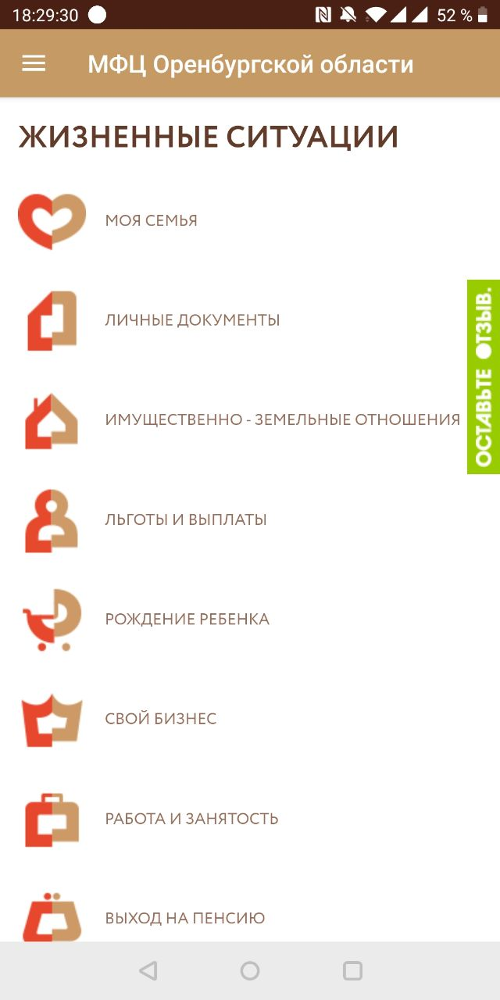 18:29:30
52 %
МФЦ Оренбургской области
ЖИЗНЕННЫЕ СИТУАЦИИ
МОЯ СЕМЬЯ
ЛИЧНЫЕ ДОКУМЕНТЫ
ИМУЩЕСТВЕННО - ЗЕМЕЛЬНЫЕ ОТНОШЕНИЯ
ОСТАВЬТЕ ОТЗЫВ.
ЛЬГОТЫ И ВЫПЛАТЫ
РОЖДЕНИЕ РЕБЕНКА
СВОЙ БИЗНЕС
РАБОТА И ЗАНЯТОСТЬ
ВЫХОД НА ПЕНСИЮ